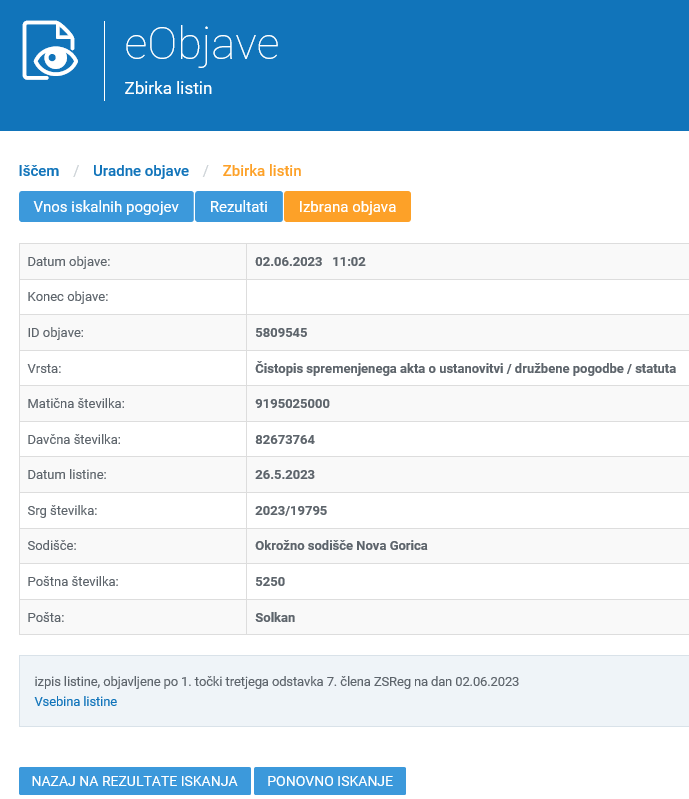 eObjave
Zbirka listin
Iščem / Uradne objave / Zbirka listin
Vnos iskalnih pogojev Rezultati Izbrana objava
Datum objave: 02.06.2023 11:02
Konec objave:
ID objave: 5809545
Vrsta: Čistopis spremenjenega akta o ustanovitvi / družbene pogodbe / statuta
Matična številka: 9195025000
Davčna številka: 82673764
Datum listine: 26.5.2023
Srg številka: 2023/19795
Sodišče: Okrožno sodišče Nova Gorica
Poštna številka: 5250
Pošta: Solkan
izpis listine, objavljene po 1. točki tretjega odstavka 7. člena ZSReg na dan 02.06.2023
Vsebina listine
NAZAJ NA REZULTATE ISKANJA PONOVNO ISKANJE